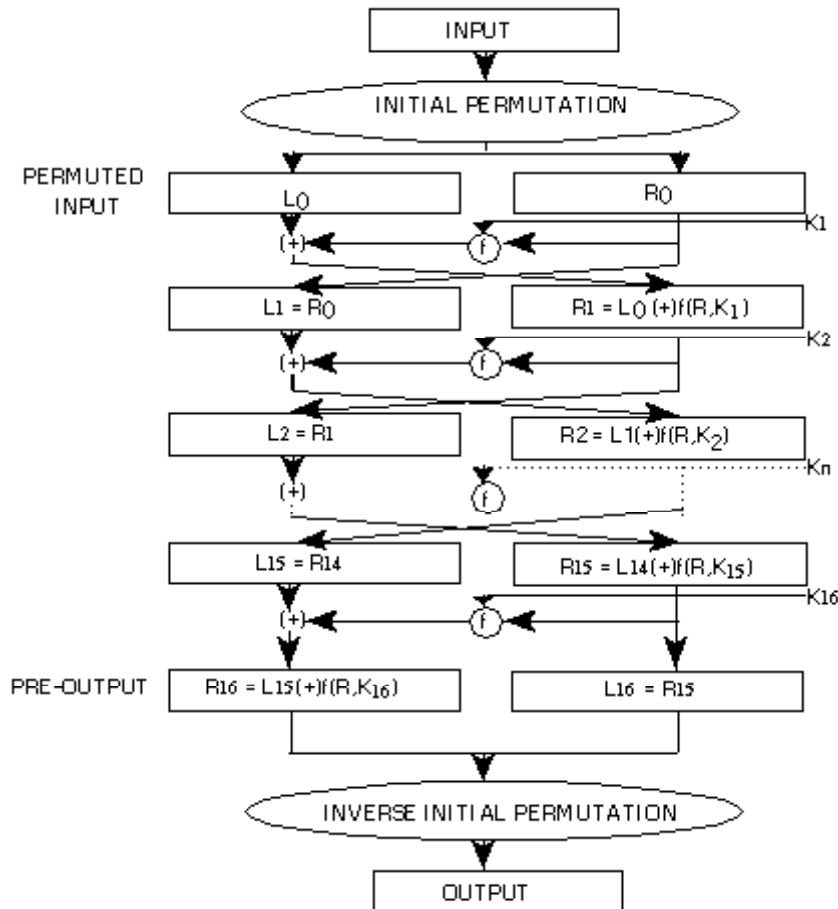 INPUT
INITIAL PERMUTATION
PERMUTED
INPUT
L0
R0
K1
(+)
f
L1 = R0
R1 = L0 (+)f(R,K1)
K2
(+)
f
L2 = R1
R2 = L1(+)f(R,K2)
Kn
(+)
f
L15 = R14
R15 = L14(+)f(R,K15)
K16
(+)
f
PRE-OUTPUT
R16 = L15(+)f(R,K16)
L16 = R15
INVERSE INITIAL PERMUTATION
OUTPUT